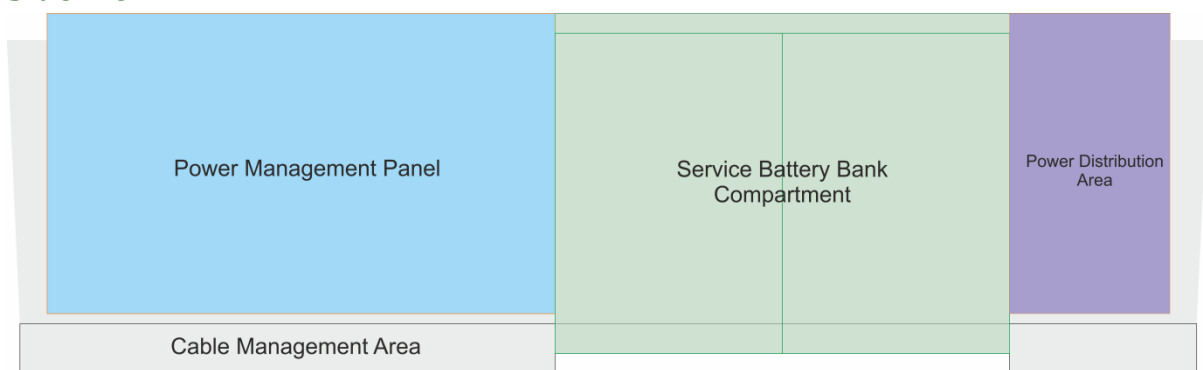 Power Management Panel
Service Battery Bank
Compartment
Power Distribution
Area
Cable Management Area